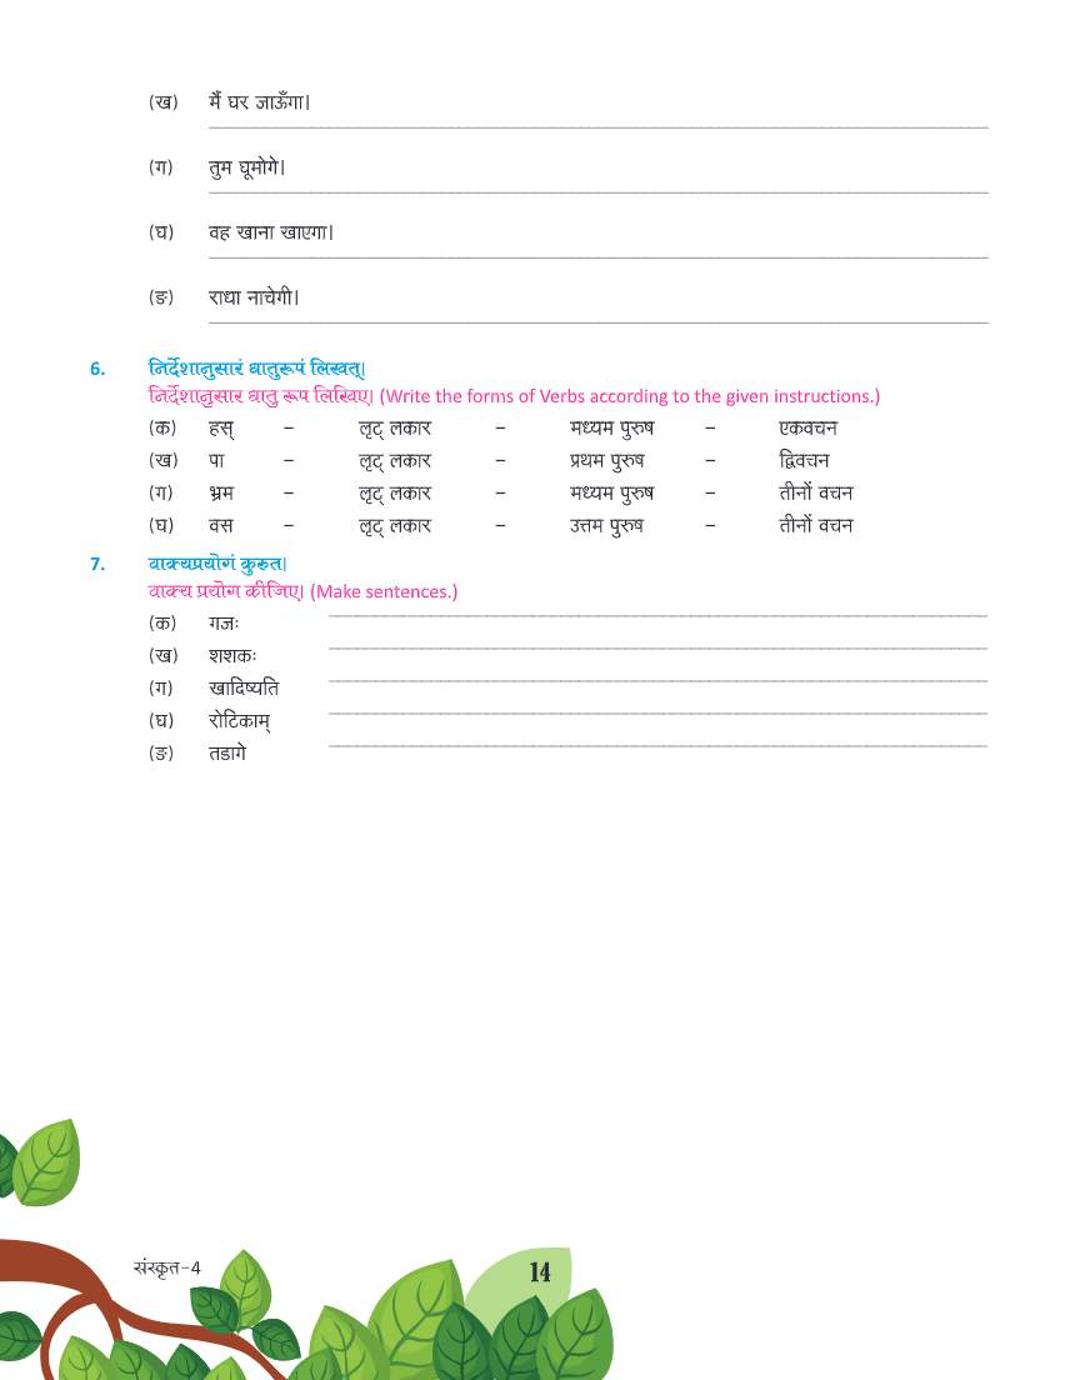 (ख) मैं घर जाऊँगा।
(ग) तुम घूमोगे।
(घ) वह खाना खाएगा।
(ङ) राधा नाचेगी।
6. निर्देशानुसारं धातुरूपं लिखत्।
निर्देशानुसार धातु रूप लिखिए। (Write the forms of Verbs according to the given instructions.)
(क) हस् – लृट् लकार – मध्यम पुरुष – एकवचन
(ख) पा – लृट् लकार – प्रथम पुरुष – द्विवचन
(ग) भ्रम – लृट् लकार – मध्यम पुरुष – तीनों वचन
(घ) वस – लृट् लकार – उत्तम पुरुष – तीनों वचन
7. वाक्यप्रयोगं कुरुत।
वाक्य प्रयोग कीजिए। (Make sentences.)
(क) गजः
(ख) शशकः
(ग) खादिष्यति
(घ) रोटिकाम्
(ङ) तडागे
संस्कृत-4
14